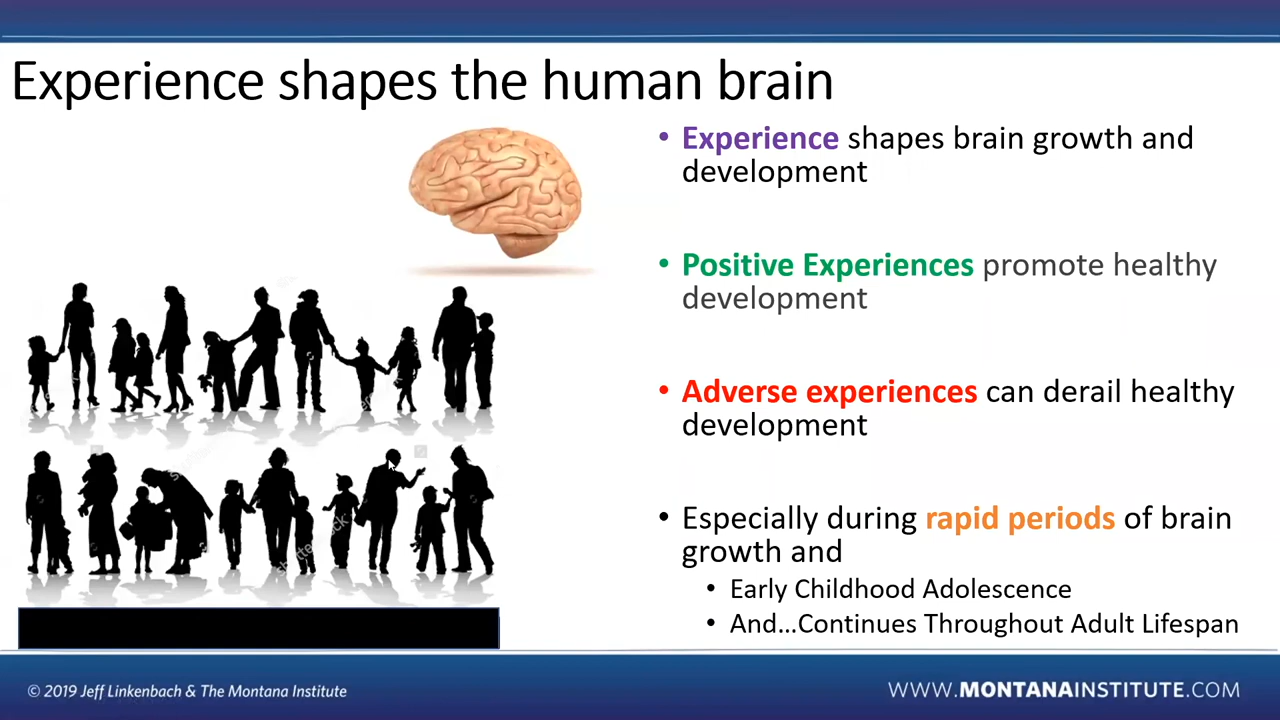 Experience shapes the human brain
• Experience shapes brain growth and
development
• Positive Experiences promote healthy
development
• Adverse experiences can derail healthy
development
• Especially during rapid periods of brain
growth and
• Early Childhood Adolescence
• And…Continues Throughout Adult Lifespan
© 2019 Jeff Linkenbach & The Montana Institute
WWW.MONTANAINSTITUTE.COM